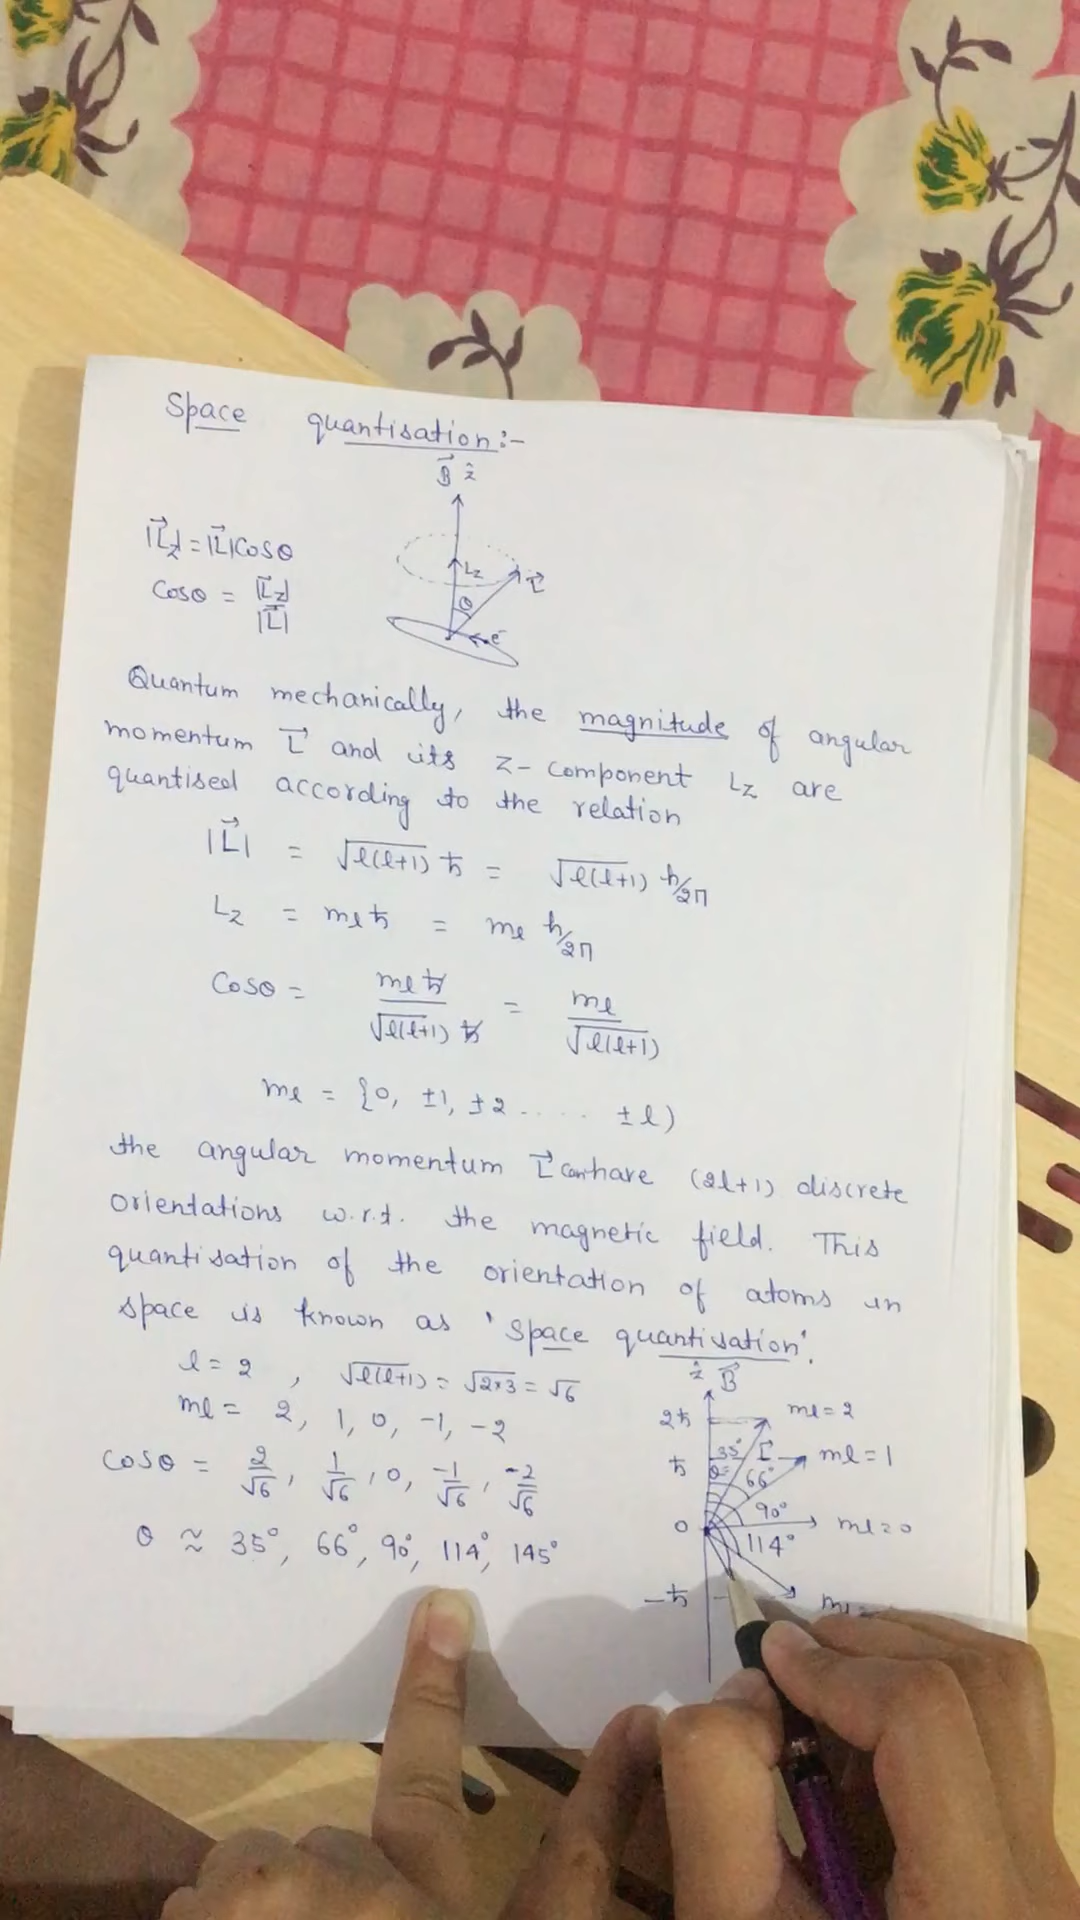 Space quantisation:-
B⃗ ẑ
|L⃗z| = |L⃗|cosθ
Lz
L⃗
cosθ = |L⃗z| / |L⃗|
θ
e⁻
Quantum mechanically, the magnitude of angular
momentum L⃗ and its z-component Lz are
quantised according to the relation
|L⃗| = √l(l+1) ħ = √l(l+1) ħ/2π
Lz = mlħ = ml ħ/2π
cosθ = mlħ / √l(l+1) ħ = ml / √l(l+1)
ml = {0, ±1, ±2 ..... ±l)
the angular momentum L⃗ can have (2l+1) discrete
orientations w.r.t. the magnetic field. This
quantisation of the orientation of atoms in
space is known as 'space quantisation'.
l = 2 , √l(l+1) = √2×3 = √6
ml = 2, 1, 0, -1, -2
cosθ = 2/√6, 1/√6, 0, -1/√6, -2/√6
θ ≈ 35°, 66°, 90°, 114°, 145°
ẑ B⃗
2ħ ml=2
35° L⃗
ħ ml=1
θ= 66°
90°
0 ml=0
114°
-ħ